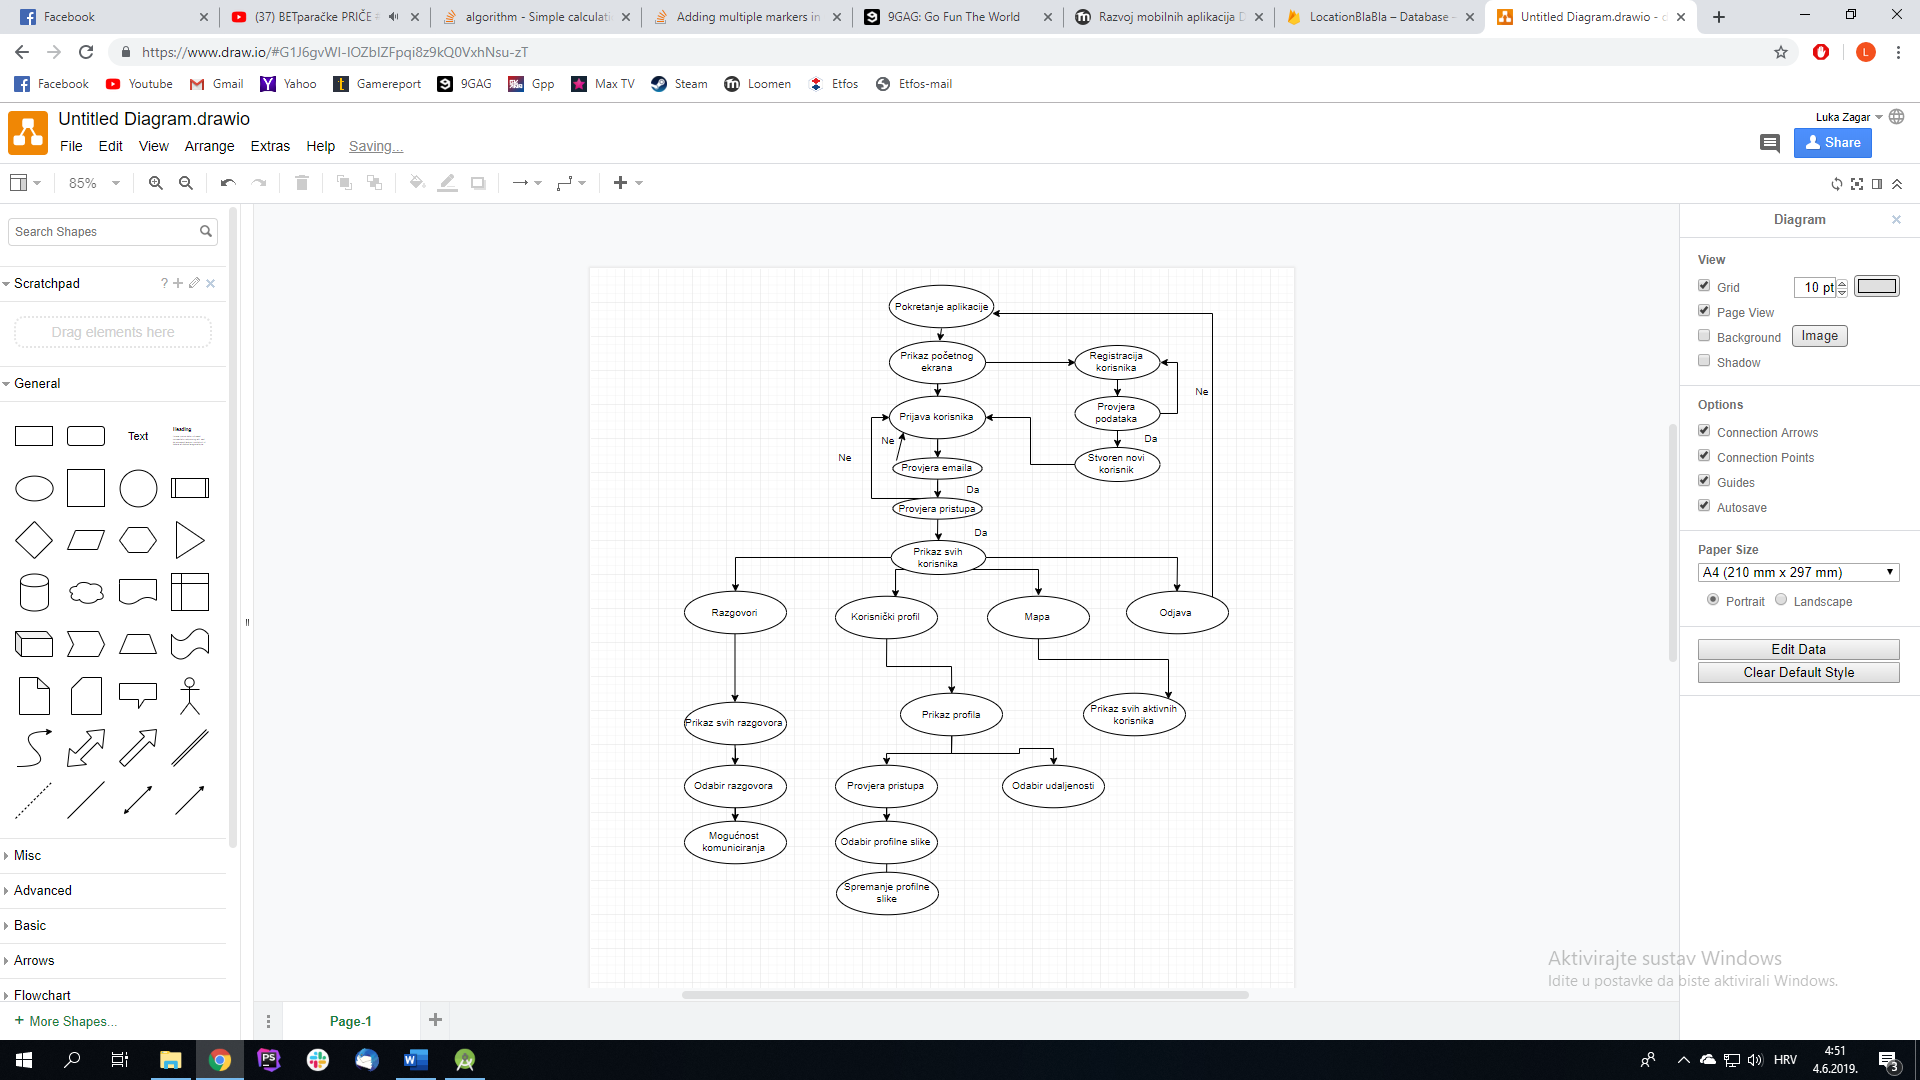 Facebook
(37) BETparačke PRIČE
algorithm - Simple calculati
Adding multiple markers in
9GAG: Go Fun The World
Razvoj mobilnih aplikacija D
LocationBlaBla – Database -
Untitled Diagram.drawio - d
https://www.draw.io/#G1J6gvWI-IOZbIZFpqi8z9kQ0VxhNsu-zT
L
Facebook
Youtube
Gmail
Yahoo
Gamereport
9GAG
Gpp
Max TV
Steam
Loomen
Etfos
Etfos-mail
Untitled Diagram.drawio
Luka Zagar
File Edit View Arrange Extras Help Saving...
Share
85%
Search Shapes
Scratchpad
?
Drag elements here
General
Text
Heading
Misc
Advanced
Basic
Arrows
Flowchart
+ More Shapes...
Pokretanje aplikacije
Prikaz početnog
ekrana
Registracija
korisnika
Ne
Prijava korisnika
Provjera
podataka
Ne
Da
Ne
Provjera emaila
Stvoren novi
korisnik
Da
Provjera pristupa
Da
Prikaz svih
korisnika
Razgovori
Korisnički profil
Mapa
Odjava
Prikaz svih razgovora
Prikaz profila
Prikaz svih aktivnih
korisnika
Odabir razgovora
Provjera pristupa
Odabir udaljenosti
Mogućnost
komuniciranja
Odabir profilne slike
Spremanje profilne
slike
Page-1
Diagram
View
Grid
10 pt
Page View
Background
Image
Shadow
Options
Connection Arrows
Connection Points
Guides
Autosave
Paper Size
A4 (210 mm x 297 mm)
Portrait
Landscape
Edit Data
Clear Default Style
Aktivirajte sustav Windows
Idite u postavke da biste aktivirali Windows.
PS
HRV
4:51
4.6.2019.
3